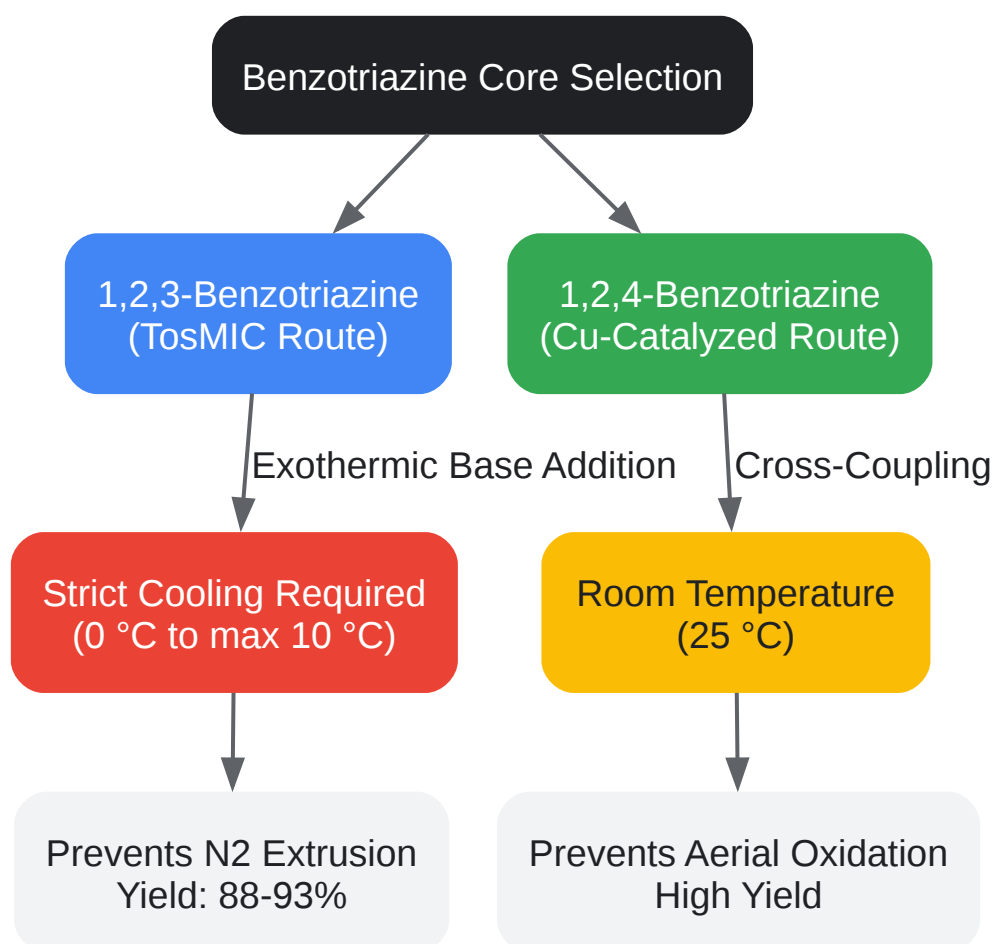 Benzotriazine Core Selection
1,2,3-Benzotriazine
(TosMIC Route)
1,2,4-Benzotriazine
(Cu-Catalyzed Route)
Exothermic Base Addition
Cross-Coupling
Strict Cooling Required
(0 °C to max 10 °C)
Room Temperature
(25 °C)
Prevents N2 Extrusion
Yield: 88-93%
Prevents Aerial Oxidation
High Yield